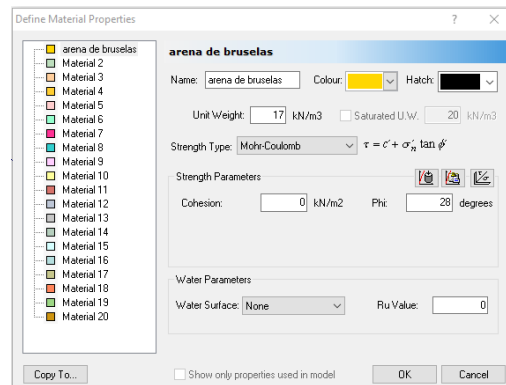 Define Material Properties ? ×
arena de bruselas
Material 2
Material 3
Material 4
Material 5
Material 6
Material 7
Material 8
Material 9
Material 10
Material 11
Material 12
Material 13
Material 14
Material 15
Material 16
Material 17
Material 18
Material 19
Material 20
arena de bruselas
Name: arena de bruselas Colour: Hatch:
Unit Weight: 17 kN/m3 Saturated U.W. 20 kN/m3
Strength Type: Mohr-Coulomb τ = c' + σ'n tan ϕ'
Strength Parameters
Cohesion: 0 kN/m2 Phi: 28 degrees
Water Parameters
Water Surface: None Ru Value: 0
Copy To... Show only properties used in model OK Cancel